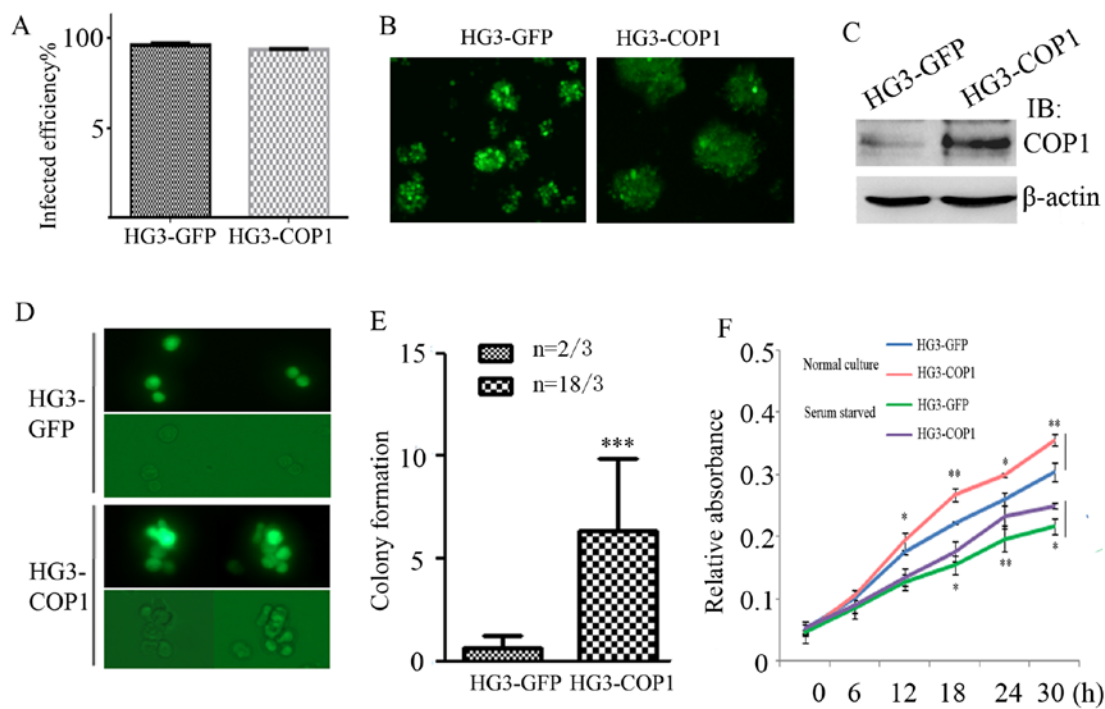 A
Infected efficiency%
100
5
HG3-GFP
HG3-COP1
B
HG3-GFP
HG3-COP1
C
HG3-GFP
HG3-COP1
IB:
COP1
β-actin
D
HG3-
GFP
HG3-
COP1
E
Colony formation
15
10
5
0
n=2/3
n=18/3
***
HG3-GFP
HG3-COP1
F
Relative absorbance
0.5
0.4
0.3
0.2
0.1
0
Normal culture
HG3-GFP
HG3-COP1
Serum starved
HG3-GFP
HG3-COP1
*
**
*
**
*
**
*
0 6 12 18 24 30 (h)